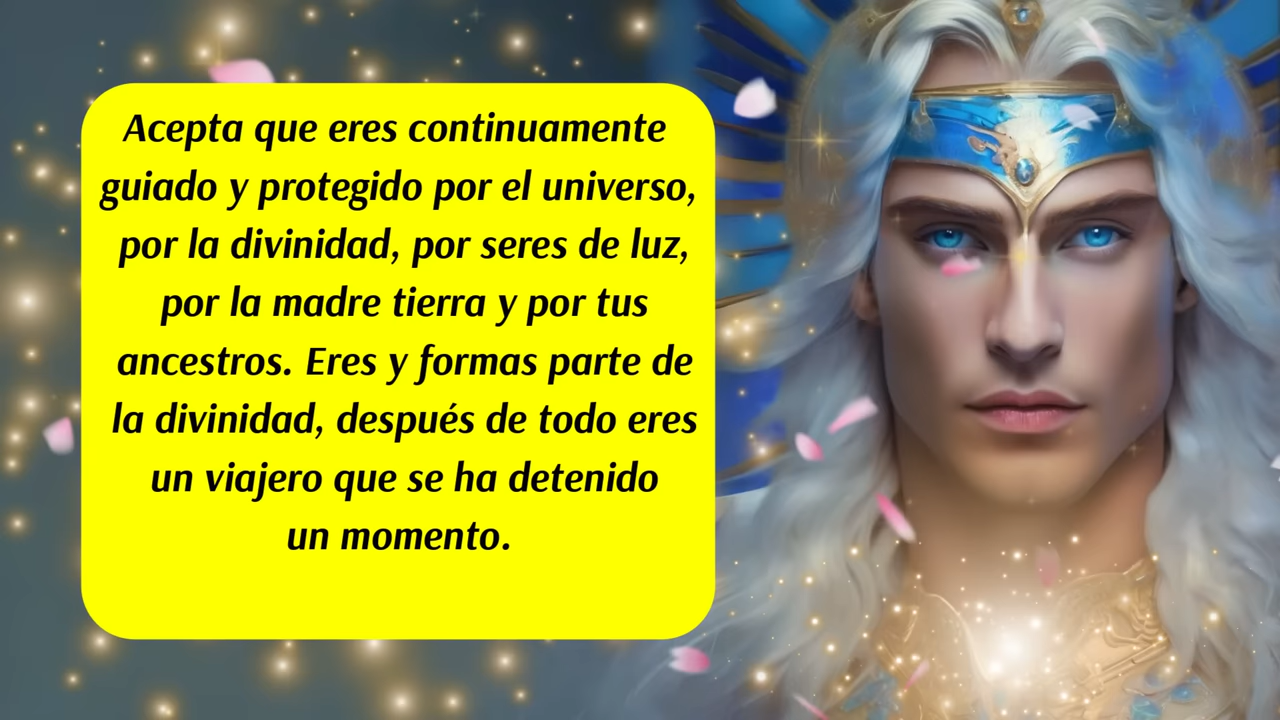 Acepta que eres continuamente
guiado y protegido por el universo,
por la divinidad, por seres de luz,
por la madre tierra y por tus
ancestros. Eres y formas parte de
la divinidad, después de todo eres
un viajero que se ha detenido
un momento.